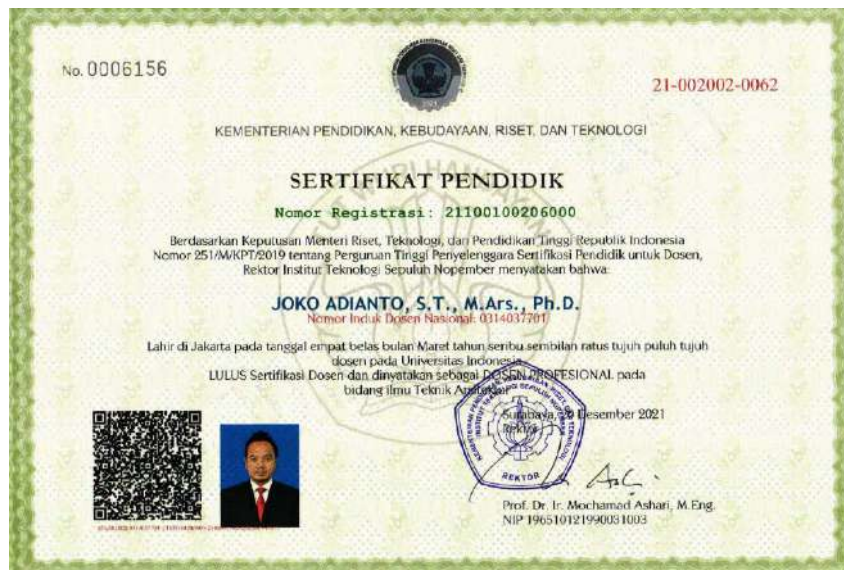 No. 0006156
21-002002-0062
KEMENTERIAN PENDIDIKAN, KEBUDAYAAN, RISET, DAN TEKNOLOGI
SERTIFIKAT PENDIDIK
Nomor Registrasi: 21100100206000
Berdasarkan Keputusan Menteri Riset, Teknologi, dan Pendidikan Tinggi Republik Indonesia
Nomor 251/M/KPT/2019 tentang Perguruan Tinggi Penyelenggara Sertifikasi Pendidik untuk Dosen,
Rektor Institut Teknologi Sepuluh Nopember menyatakan bahwa:
JOKO ADIANTO, S.T., M.Ars., Ph.D.
Nomor Induk Dosen Nasional: 0314037701
Lahir di Jakarta pada tanggal empat belas bulan Maret tahun seribu sembilan ratus tujuh puluh tujuh
dosen pada Universitas Indonesia
LULUS Sertifikasi Dosen dan dinyatakan sebagai DOSEN PROFESIONAL pada
bidang ilmu Teknik Arsitektur
Surabaya, Desember 2021
Rektor
REKTOR
Prof. Dr. Ir. Mochamad Ashari, M.Eng.
NIP 196510121990031003